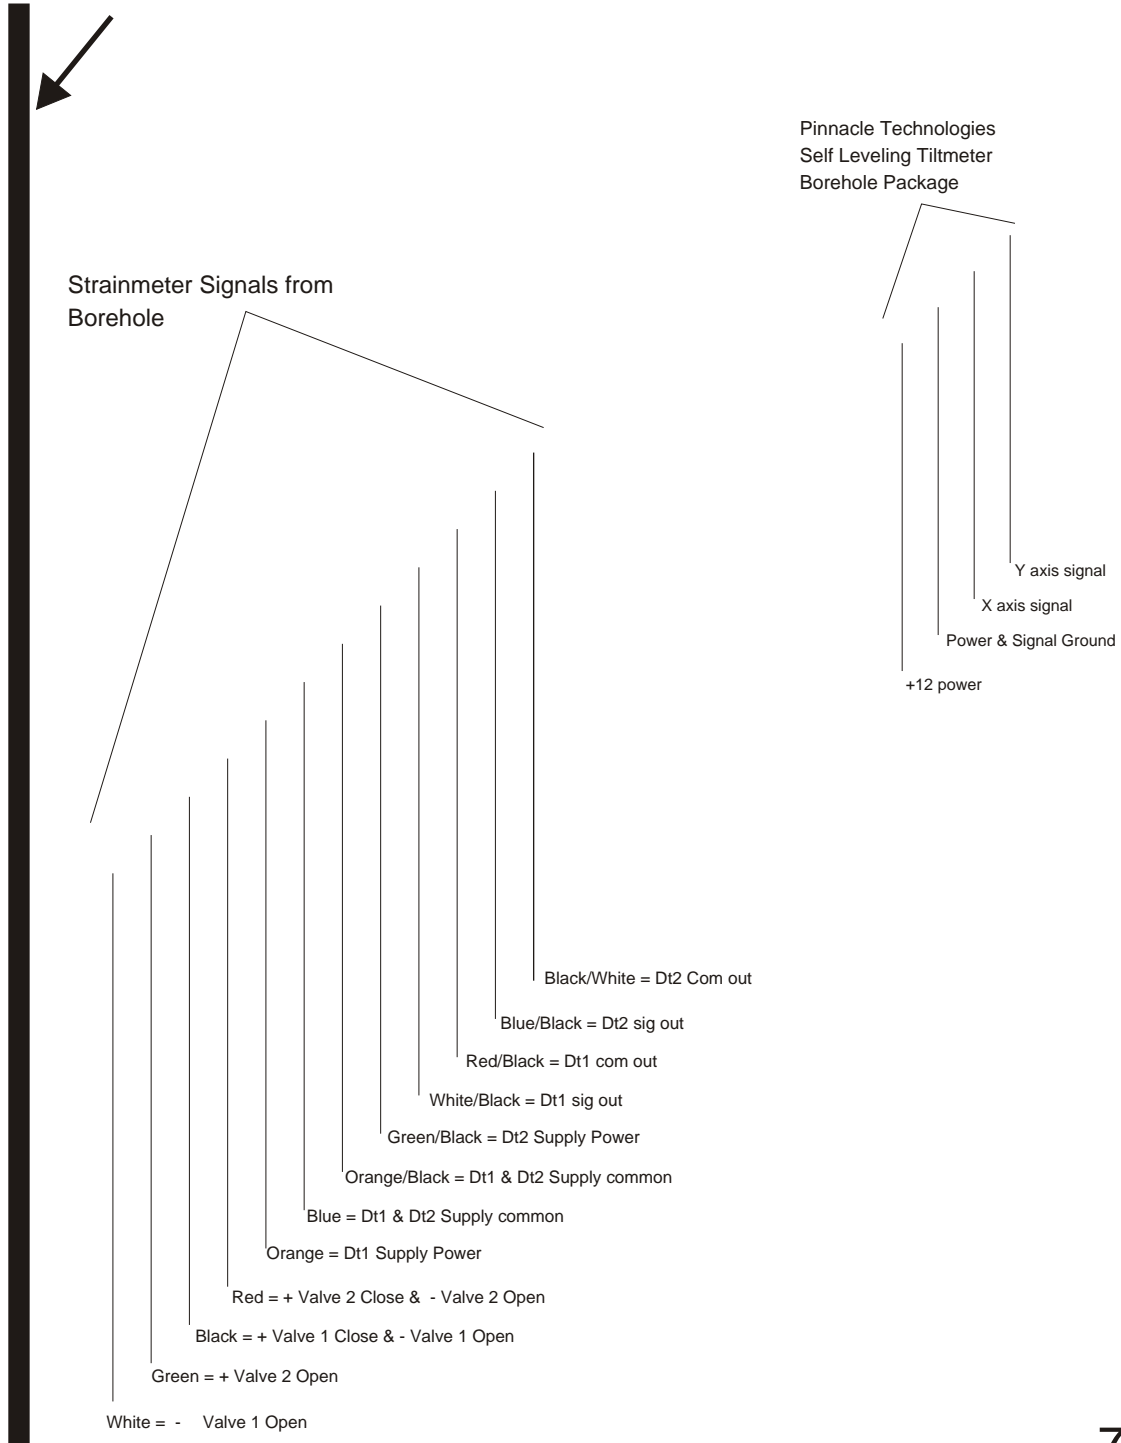 Pinnacle Technologies
Self Leveling Tiltmeter
Borehole Package
Strainmeter Signals from
Borehole
Y axis signal
X axis signal
Power & Signal Ground
+12 power
Black/White = Dt2 Com out
Blue/Black = Dt2 sig out
Red/Black = Dt1 com out
White/Black = Dt1 sig out
Green/Black = Dt2 Supply Power
Orange/Black = Dt1 & Dt2 Supply common
Blue = Dt1 & Dt2 Supply common
Orange = Dt1 Supply Power
Red = + Valve 2 Close & - Valve 2 Open
Black = + Valve 1 Close & - Valve 1 Open
Green = + Valve 2 Open
White = - Valve 1 Open